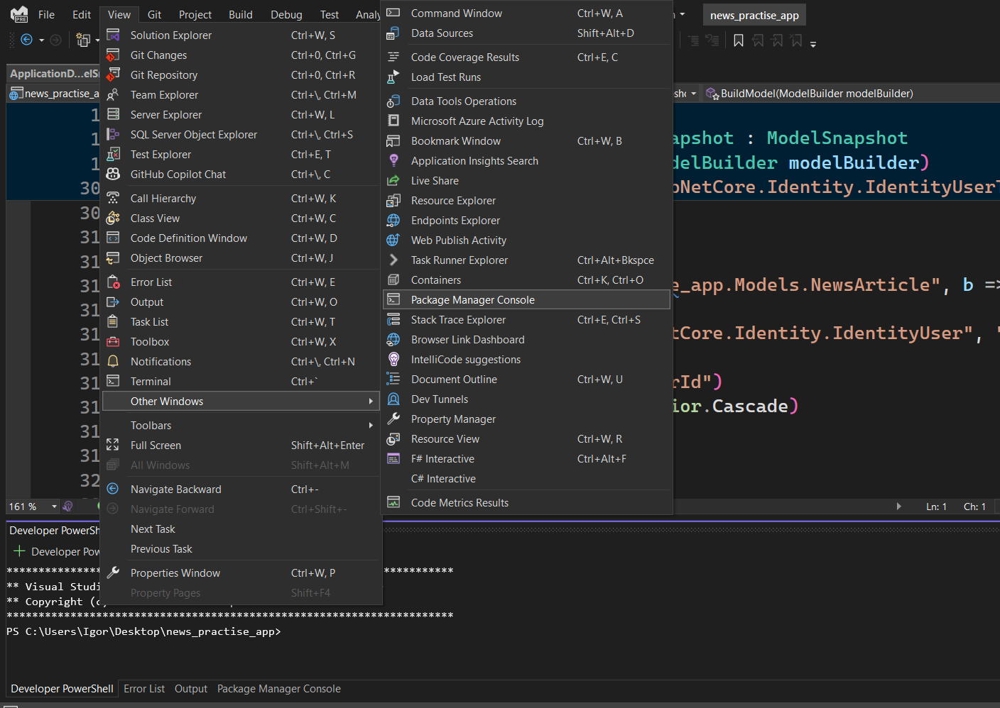 PRE
File Edit View Git Project Build Debug Test
news_practise_app
Solution Explorer Ctrl+W, S
Git Changes Ctrl+0, Ctrl+G
Git Repository Ctrl+0, Ctrl+R
Team Explorer Ctrl+\, Ctrl+M
Server Explorer Ctrl+W, L
SQL Server Object Explorer Ctrl+\, Ctrl+S
Test Explorer Ctrl+E, T
GitHub Copilot Chat Ctrl+\, C
Call Hierarchy Ctrl+W, K
Class View Ctrl+W, C
Code Definition Window Ctrl+W, D
Object Browser Ctrl+W, J
Error List Ctrl+W, E
Output Ctrl+W, O
Task List Ctrl+W, T
Toolbox Ctrl+W, X
Notifications Ctrl+\, Ctrl+N
Terminal Ctrl+`
Other Windows
Toolbars
Full Screen Shift+Alt+Enter
All Windows Shift+Alt+M
Navigate Backward Ctrl+-
Navigate Forward Ctrl+Shift+-
Next Task
Previous Task
Properties Window Ctrl+W, P
Property Pages Shift+F4
Command Window Ctrl+W, A
Data Sources Shift+Alt+D
Code Coverage Results Ctrl+E, C
Load Test Runs
Data Tools Operations
Microsoft Azure Activity Log
Bookmark Window Ctrl+W, B
Application Insights Search
Live Share
Resource Explorer
Endpoints Explorer
Web Publish Activity
Task Runner Explorer Ctrl+Alt+Bkspce
Containers Ctrl+K, Ctrl+O
Package Manager Console
Stack Trace Explorer Ctrl+E, Ctrl+S
Browser Link Dashboard
IntelliCode suggestions
Document Outline Ctrl+W, U
Dev Tunnels
Property Manager
Resource View Ctrl+W, R
F# Interactive Ctrl+Alt+F
C# Interactive
Code Metrics Results
ApplicationD...elSn
news_practise_a
BuildModel(ModelBuilder modelBuilder)
apshot : ModelSnapshot
delBuilder modelBuilder)
pNetCore.Identity.IdentityUserT
e_app.Models.NewsArticle", b =>
tCore.Identity.IdentityUser", "
rId")
ior.Cascade)
30
30
31
31
31
31
31
31
31
31
31
31
32
161 %
Ln: 1 Ch: 1
Developer PowerSh
Developer Pow
**********************************************************************
** Visual Studi
** Copyright (c)
**********************************************************************
PS C:\Users\Igor\Desktop\news_practise_app>
Developer PowerShell Error List Output Package Manager Console